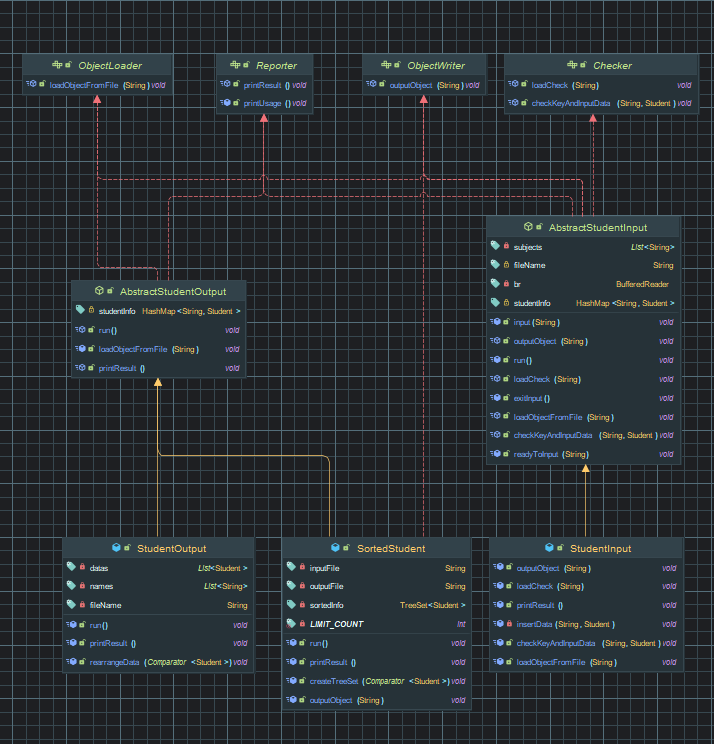 ObjectLoader
loadObjectFromFile (String) void
Reporter
printResult () void
printUsage () void
ObjectWriter
outputObject (String) void
Checker
loadCheck (String) void
checkKeyAndInputData (String, Student) void
AbstractStudentInput
subjects List<String>
fileName String
br BufferedReader
studentInfo HashMap <String, Student >
input (String) void
outputObject (String) void
run() void
loadCheck (String) void
exitInput () void
loadObjectFromFile (String) void
checkKeyAndInputData (String, Student ) void
readyToInput (String) void
AbstractStudentOutput
studentInfo HashMap <String, Student >
run() void
loadObjectFromFile (String) void
printResult () void
StudentOutput
datas List<Student >
names List<String>
fileName String
run() void
printResult () void
rearrangeData (Comparator <Student >) void
SortedStudent
inputFile String
outputFile String
sortedInfo TreeSet<Student >
LIMIT_COUNT int
run() void
printResult () void
createTreeSet (Comparator <Student >) void
outputObject (String) void
StudentInput
outputObject (String) void
loadCheck (String) void
printResult () void
insertData (String, Student ) void
checkKeyAndInputData (String, Student ) void
loadObjectFromFile (String) void